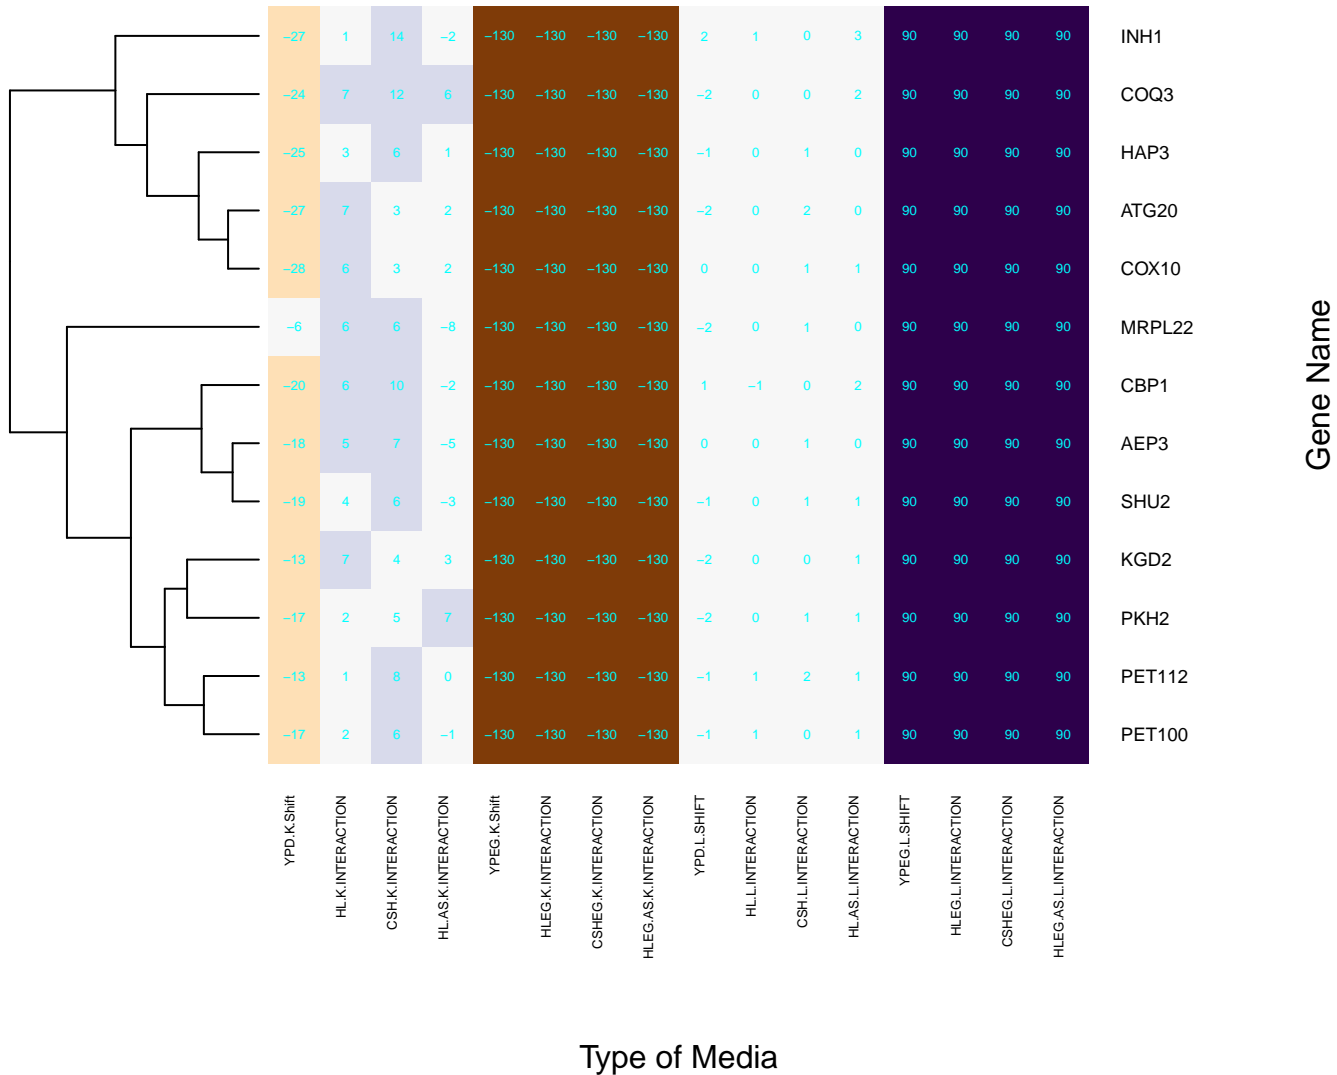 −27 1 14 −2 −130 −130 −130 −130 2 1 0 3 90 90 90 90 INH1
−24 7 12 6 −130 −130 −130 −130 −2 0 0 2 90 90 90 90 COQ3
−25 3 6 1 −130 −130 −130 −130 −1 0 1 0 90 90 90 90 HAP3
−27 7 3 2 −130 −130 −130 −130 −2 0 2 0 90 90 90 90 ATG20
−28 6 3 2 −130 −130 −130 −130 0 0 1 1 90 90 90 90 COX10
−6 6 6 −8 −130 −130 −130 −130 −2 0 1 0 90 90 90 90 MRPL22
−20 6 10 −2 −130 −130 −130 −130 1 −1 0 2 90 90 90 90 CBP1
−18 5 7 −5 −130 −130 −130 −130 0 0 1 0 90 90 90 90 AEP3
−19 4 6 −3 −130 −130 −130 −130 −1 0 1 1 90 90 90 90 SHU2
−13 7 4 3 −130 −130 −130 −130 −2 0 0 1 90 90 90 90 KGD2
−17 2 5 7 −130 −130 −130 −130 −2 0 1 1 90 90 90 90 PKH2
−13 1 8 0 −130 −130 −130 −130 −1 1 2 1 90 90 90 90 PET112
−17 2 6 −1 −130 −130 −130 −130 −1 1 0 1 90 90 90 90 PET100
Gene Name
YPD.K.Shift
HL.K.INTERACTION
CSH.K.INTERACTION
HL.AS.K.INTERACTION
YPEG.K.Shift
HLEG.K.INTERACTION
CSHEG.K.INTERACTION
HLEG.AS.K.INTERACTION
YPD.L.SHIFT
HL.L.INTERACTION
CSH.L.INTERACTION
HL.AS.L.INTERACTION
YPEG.L.SHIFT
HLEG.L.INTERACTION
CSHEG.L.INTERACTION
HLEG.AS.L.INTERACTION
Type of Media